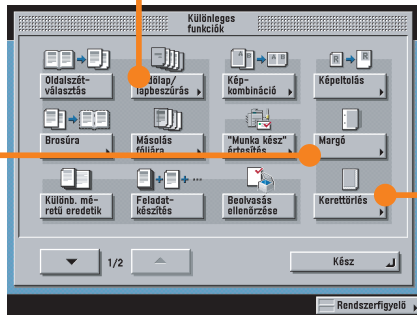 Különleges
funkciók
Oldalszét-
választás
lapbeszúrás
Kép-
kombináció
Képeltolás
Brosúra
Másolás
fóliára
"Munka kész"
értesítés
Margó
Különb. mé-
retű eredetik
Feladat-
készítés
Beolvasás
ellenőrzése
Kerettörlés
1/2
Kész
Rendszerfigyelő